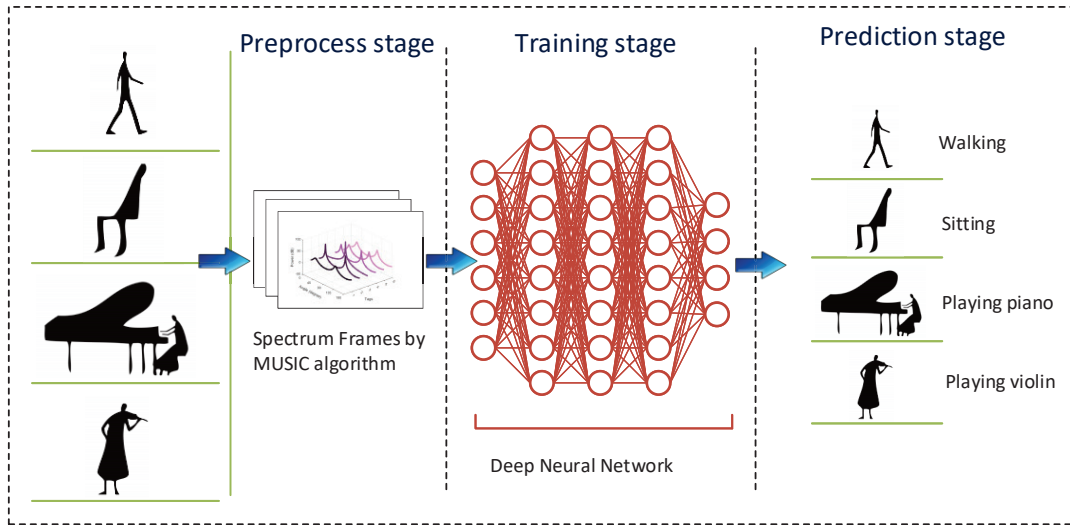 Preprocess stage
Training stage
Prediction stage
Walking
Sitting
Playing piano
Playing violin
Spectrum Frames by
MUSIC algorithm
Deep Neural Network